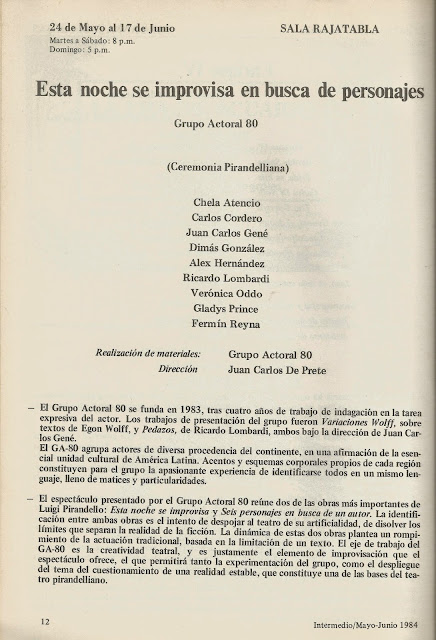 24 de Mayo al 17 de Junio SALA RAJATABLA
Martes a Sábado: 8 p.m.
Domingo: 5 p.m.
Esta noche se improvisa en busca de personajes
Grupo Actoral 80
(Ceremonia Pirandelliana)
Chela Atencio
Carlos Cordero
Juan Carlos Gené
Dimás González
Alex Hernández
Ricardo Lombardi
Verónica Oddo
Gladys Prince
Fermín Reyna
Realización de materiales: Grupo Actoral 80
Dirección Juan Carlos De Prete
— El Grupo Actoral 80 se funda en 1983, tras cuatro años de trabajo de indagación en la tarea
expresiva del actor. Los trabajos de presentación del grupo fueron Variaciones Wolff, sobre
textos de Egon Wolff, y Pedazos, de Ricardo Lombardi, ambos bajo la dirección de Juan Car-
los Gené.
El GA-80 agrupa actores de diversa procedencia del continente, en una afirmación de la esen-
cial unidad cultural de América Latina. Acentos y esquemas corporales propios de cada región
constituyen para el grupo la apasionante experiencia de identificarse todos en un mismo len-
guaje, lleno de matices y particularidades.
— El espectáculo presentado por el Grupo Actoral 80 reúne dos de las obras más importantes de
Luigi Pirandello: Esta noche se improvisa y Seis personajes en busca de un autor. La identifi-
cación entre ambas obras es el intento de despojar al teatro de su artificialidad, de disolver los
límites que separan la realidad de la ficción. La dinámica de estas dos obras plantea un rompi-
miento de la actuación tradicional, basada en la limitación de un texto. El eje de trabajo del
GA-80 es la creatividad teatral, y es justamente el elemento de improvisación que el
espectáculo ofrece, el que permitirá tanto la experimentación del grupo, como el despliegue
del tema del cuestionamiento de una realidad estable, que constituye una de las bases del tea-
tro pirandelliano.
12 Intermedio/Mayo-Junio 1984